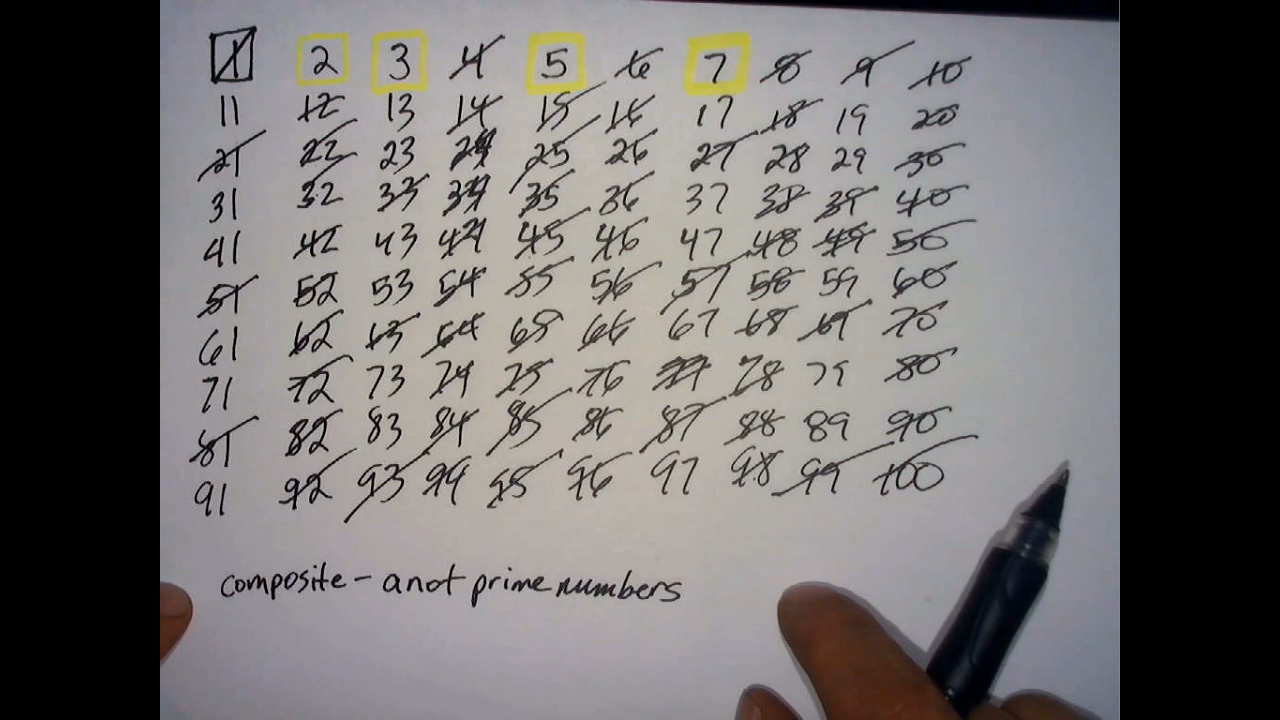 1 2 3 4 5 6 7 8 9 10
11 12 13 14 15 16 17 18 19 20
21 22 23 24 25 26 27 28 29 30
31 32 33 34 35 36 37 38 39 40
41 42 43 44 45 46 47 48 49 50
51 52 53 54 55 56 57 58 59 60
61 62 63 64 65 66 67 68 69 70
71 72 73 74 75 76 77 78 79 80
81 82 83 84 85 86 87 88 89 90
91 92 93 94 95 96 97 98 99 100
composite - a not prime numbers